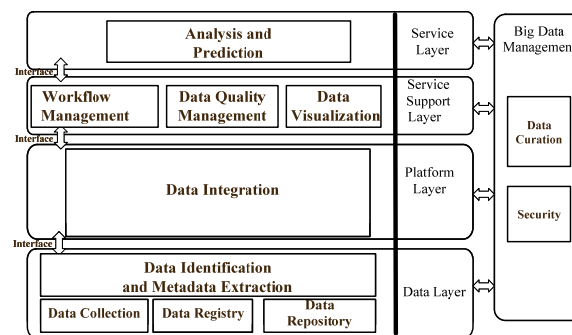 Analysis and
Prediction
Service
Layer
Big Data
Management
Interface
Workflow
Management
Data Quality
Management
Data
Visualization
Service
Support
Layer
Interface
Data
Curation
Data Integration
Platform
Layer
Security
Interface
Data Identification
and Metadata Extraction
Data Layer
Data Collection
Data Registry
Data
Repository